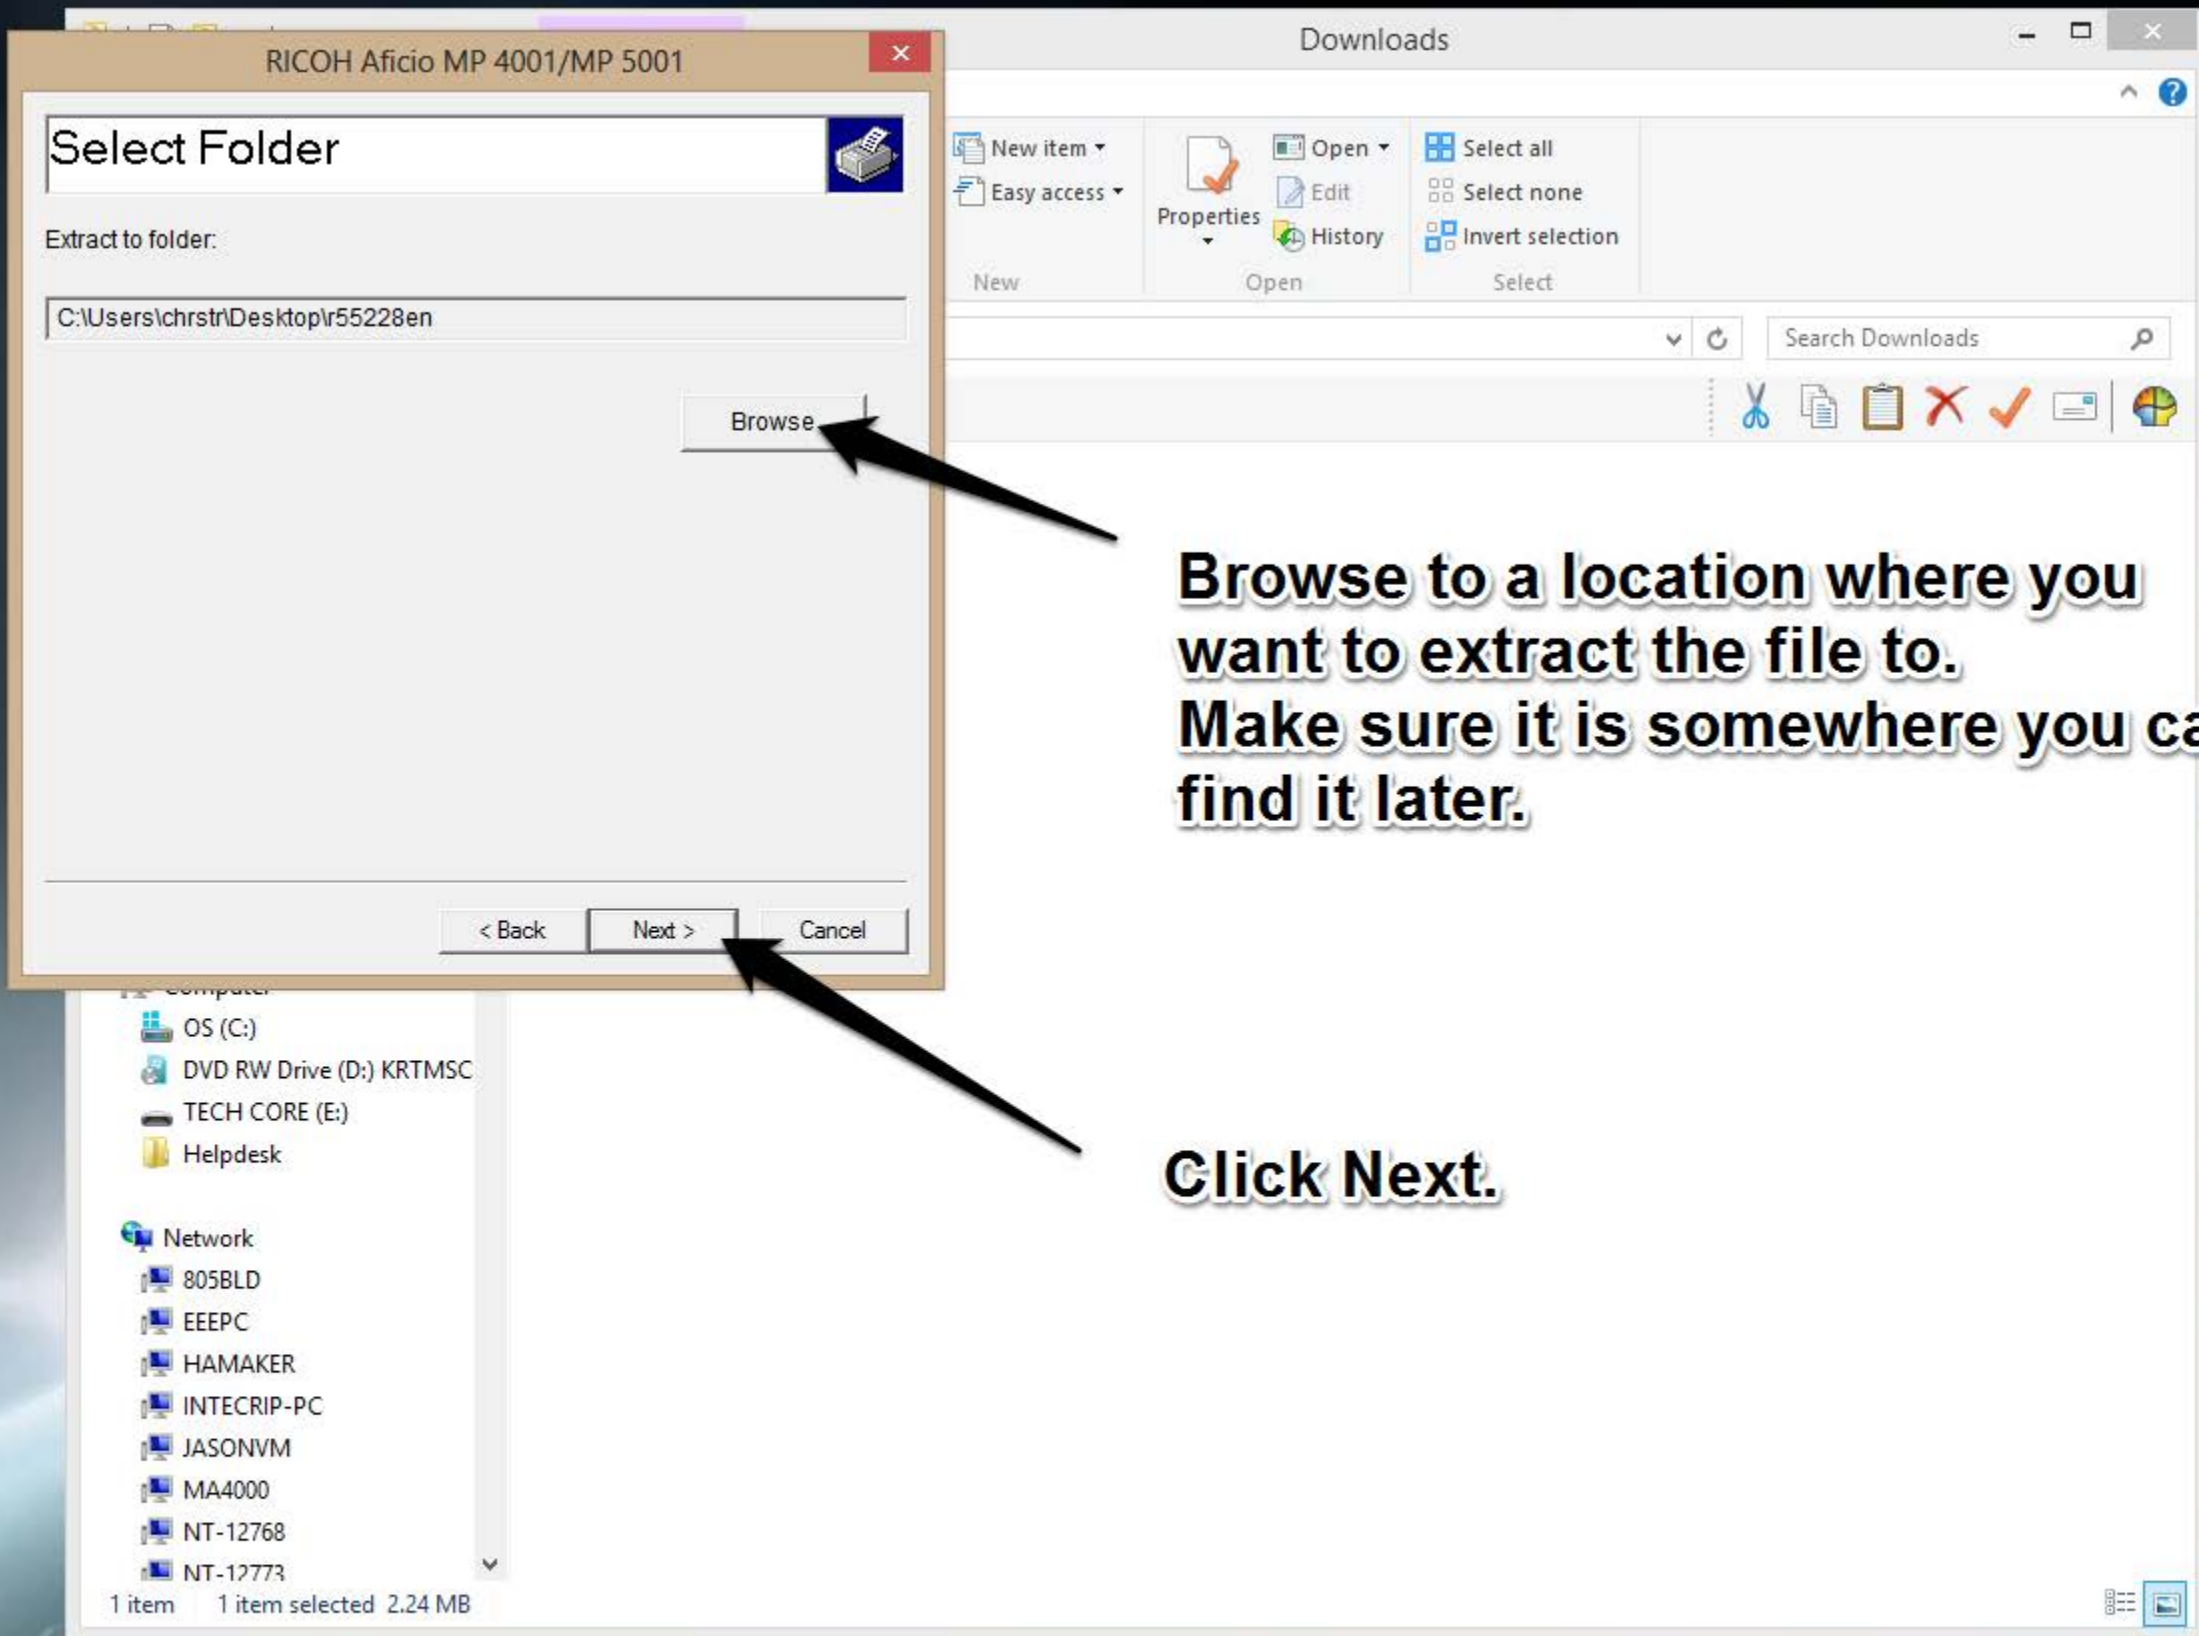 Downloads
RICOH Aficio MP 4001/MP 5001
Select Folder
Extract to folder:
C:\Users\chrstr\Desktop\r55228en
Browse
< Back
Next >
Cancel
New item
Easy access
New
Properties
Open
Edit
History
Open
Select all
Select none
Invert selection
Select
Search Downloads
Browse to a location where you
want to extract the file to.
Make sure it is somewhere you ca
find it later.
Click Next.
Computer
OS (C:)
DVD RW Drive (D:) KRTMSC
TECH CORE (E:)
Helpdesk
Network
805BLD
EEEPC
HAMAKER
INTECRIP-PC
JASONVM
MA4000
NT-12768
NT-12773
1 item 1 item selected 2.24 MB